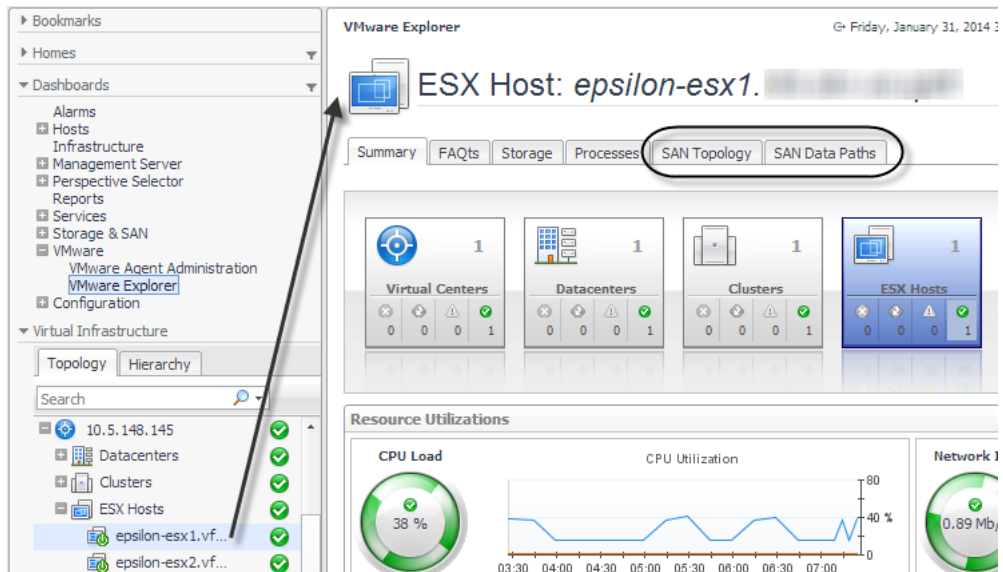 Bookmarks
Homes
Dashboards
Alarms
Hosts
Infrastructure
Management Server
Perspective Selector
Reports
Services
Storage & SAN
VMware
VMware Agent Administration
VMware Explorer
Configuration
Virtual Infrastructure
Topology Hierarchy
Search
10.5.148.145
Datacenters
Clusters
ESX Hosts
epsilon-esx1.vf...
epsilon-esx2.vf...
VMware Explorer
Friday, January 31, 2014 3
ESX Host: epsilon-esx1.
Summary FAQts Storage Processes SAN Topology SAN Data Paths
1 1 1 1
Virtual Centers Datacenters Clusters ESX Hosts
0 0 0 1 0 0 0 1 0 0 0 1 0 0 0 1
Resource Utilizations
CPU Load CPU Utilization Network I
80
38 % 40 % 0.89 Mb/
0
03:30 04:00 04:30 05:00 05:30 06:00 06:30 07:00